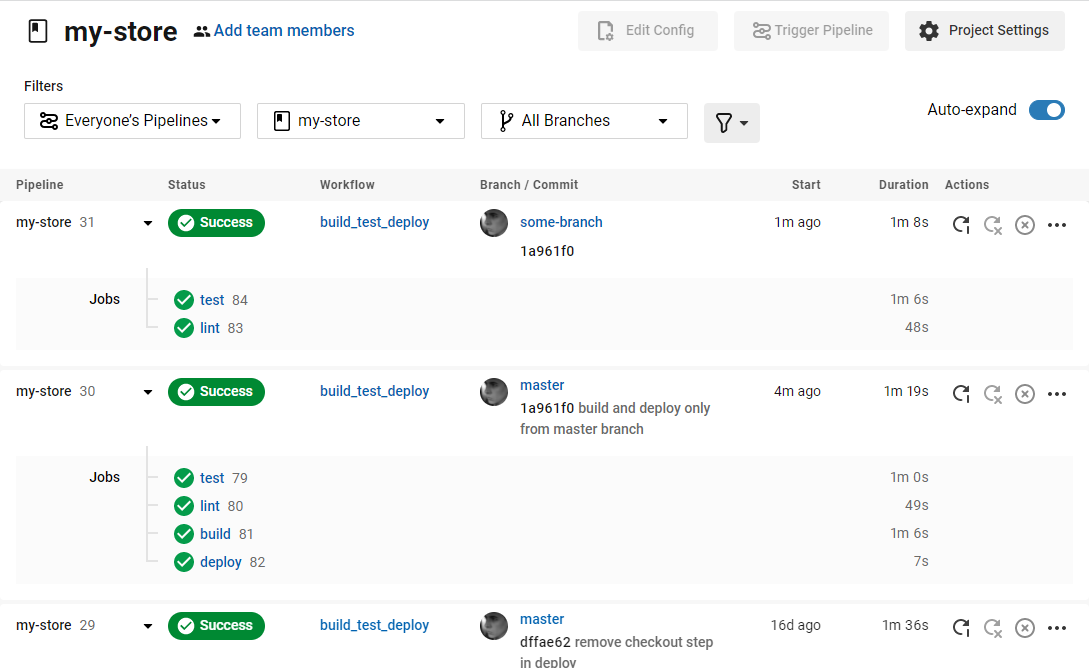 my-store Add team members Edit Config Trigger Pipeline Project Settings
Filters
Everyone's Pipelines my-store All Branches Auto-expand
Pipeline Status Workflow Branch / Commit Start Duration Actions
my-store 31 Success build_test_deploy some-branch 1m ago 1m 8s
1a961f0
Jobs test 84 1m 6s
lint 83 48s
my-store 30 Success build_test_deploy master 4m ago 1m 19s
1a961f0 build and deploy only
from master branch
Jobs test 79 1m 0s
lint 80 49s
build 81 1m 6s
deploy 82 7s
my-store 29 Success build_test_deploy master 16d ago 1m 36s
dffae62 remove checkout step
in deploy